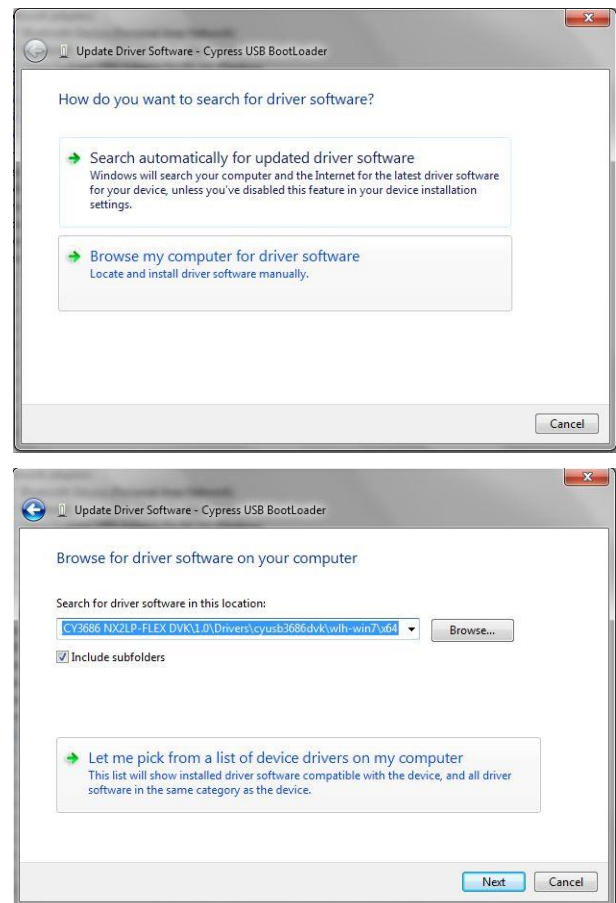 Update Driver Software - Cypress USB BootLoader
How do you want to search for driver software?
Search automatically for updated driver software
Windows will search your computer and the Internet for the latest driver software
for your device, unless you've disabled this feature in your device installation
settings.
Browse my computer for driver software
Locate and install driver software manually.
Cancel
Update Driver Software - Cypress USB BootLoader
Browse for driver software on your computer
Search for driver software in this location:
CY3686 NX2LP-FLEX DVK\1.0\Drivers\cyusb3686dvk\wlh-win7\x64
Browse...
Include subfolders
Let me pick from a list of device drivers on my computer
This list will show installed driver software compatible with the device, and all driver
software in the same category as the device.
Next
Cancel